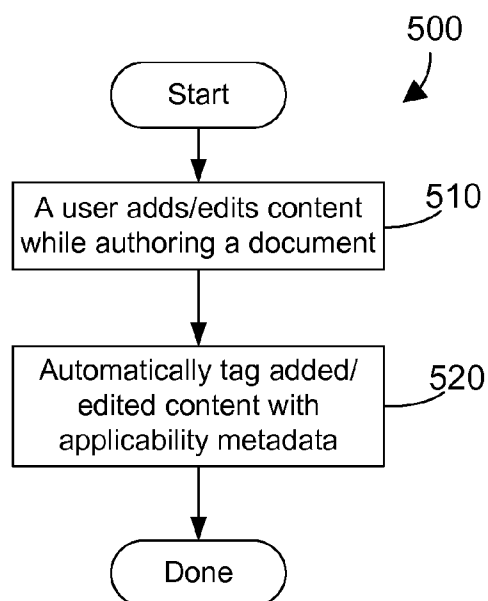 500
Start
A user adds/edits content
while authoring a document
510
Automatically tag added/
edited content with
applicability metadata
520
Done